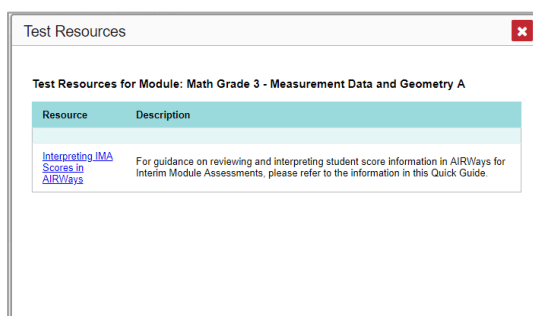 Test Resources
Test Resources for Module: Math Grade 3 - Measurement Data and Geometry A
Resource Description
Interpreting IMA
Scores in
AIRWays
For guidance on reviewing and interpreting student score information in AIRWays for
Interim Module Assessments, please refer to the information in this Quick Guide.